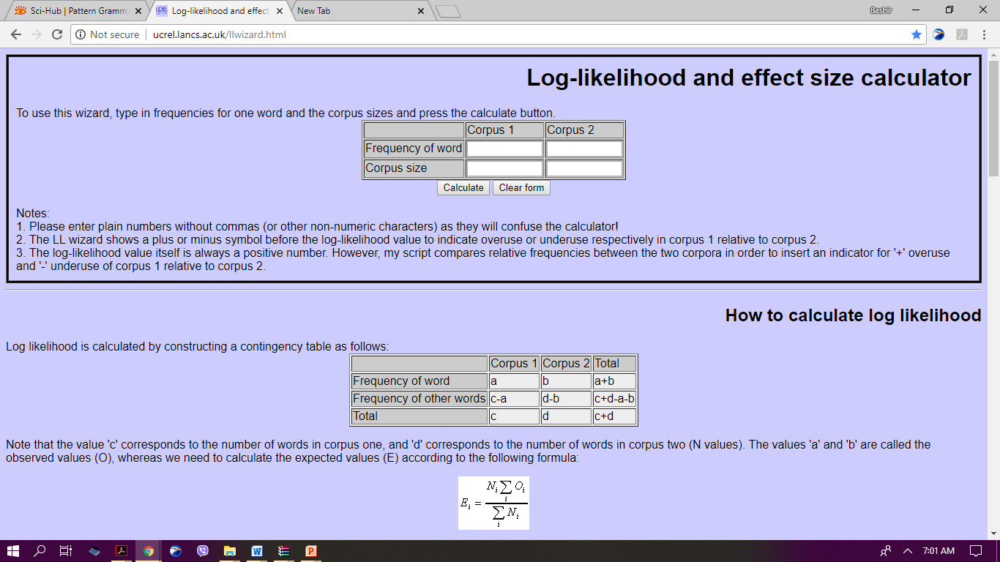 Sci-Hub | Pattern Gramm
Log-likelihood and effect
New Tab
Bashir
Not secure
ucrel.lancs.ac.uk/llwizard.html
Log-likelihood and effect size calculator
To use this wizard, type in frequencies for one word and the corpus sizes and press the calculate button.
Corpus 1 Corpus 2
Frequency of word
Corpus size
Calculate Clear form
Notes:
1. Please enter plain numbers without commas (or other non-numeric characters) as they will confuse the calculator!
2. The LL wizard shows a plus or minus symbol before the log-likelihood value to indicate overuse or underuse respectively in corpus 1 relative to corpus 2.
3. The log-likelihood value itself is always a positive number. However, my script compares relative frequencies between the two corpora in order to insert an indicator for '+' overuse
and '-' underuse of corpus 1 relative to corpus 2.
How to calculate log likelihood
Log likelihood is calculated by constructing a contingency table as follows:
Corpus 1 Corpus 2 Total
Frequency of word a b a+b
Frequency of other words c-a d-b c+d-a-b
Total c d c+d
Note that the value 'c' corresponds to the number of words in corpus one, and 'd' corresponds to the number of words in corpus two (N values). The values 'a' and 'b' are called the
observed values (O), whereas we need to calculate the expected values (E) according to the following formula:
E_i = N_i ∑_i O_i / ∑_i N_i
7:01 AM